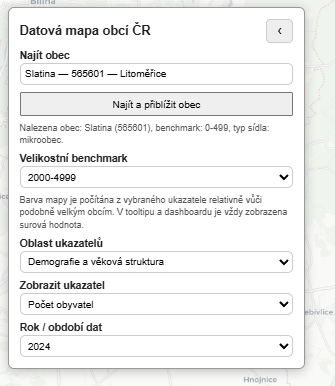 Bílina
Datová mapa obcí ČR
‹
Najít obec
Slatina — 565601 — Litoměřice
Najít a přiblížit obec
Nalezena obec: Slatina (565601), benchmark: 0-499, typ sídla:
mikroobec.
Velikostní benchmark
2000-4999
Barva mapy je počítána z vybraného ukazatele relativně vůči
podobně velkým obcím. V tooltipu a dashboardu je vždy zobrazena
surová hodnota.
Oblast ukazatelů
Demografie a věková struktura
Zobrazit ukazatel
Počet obyvatel
Rok / období dat
2024
Hnojnice